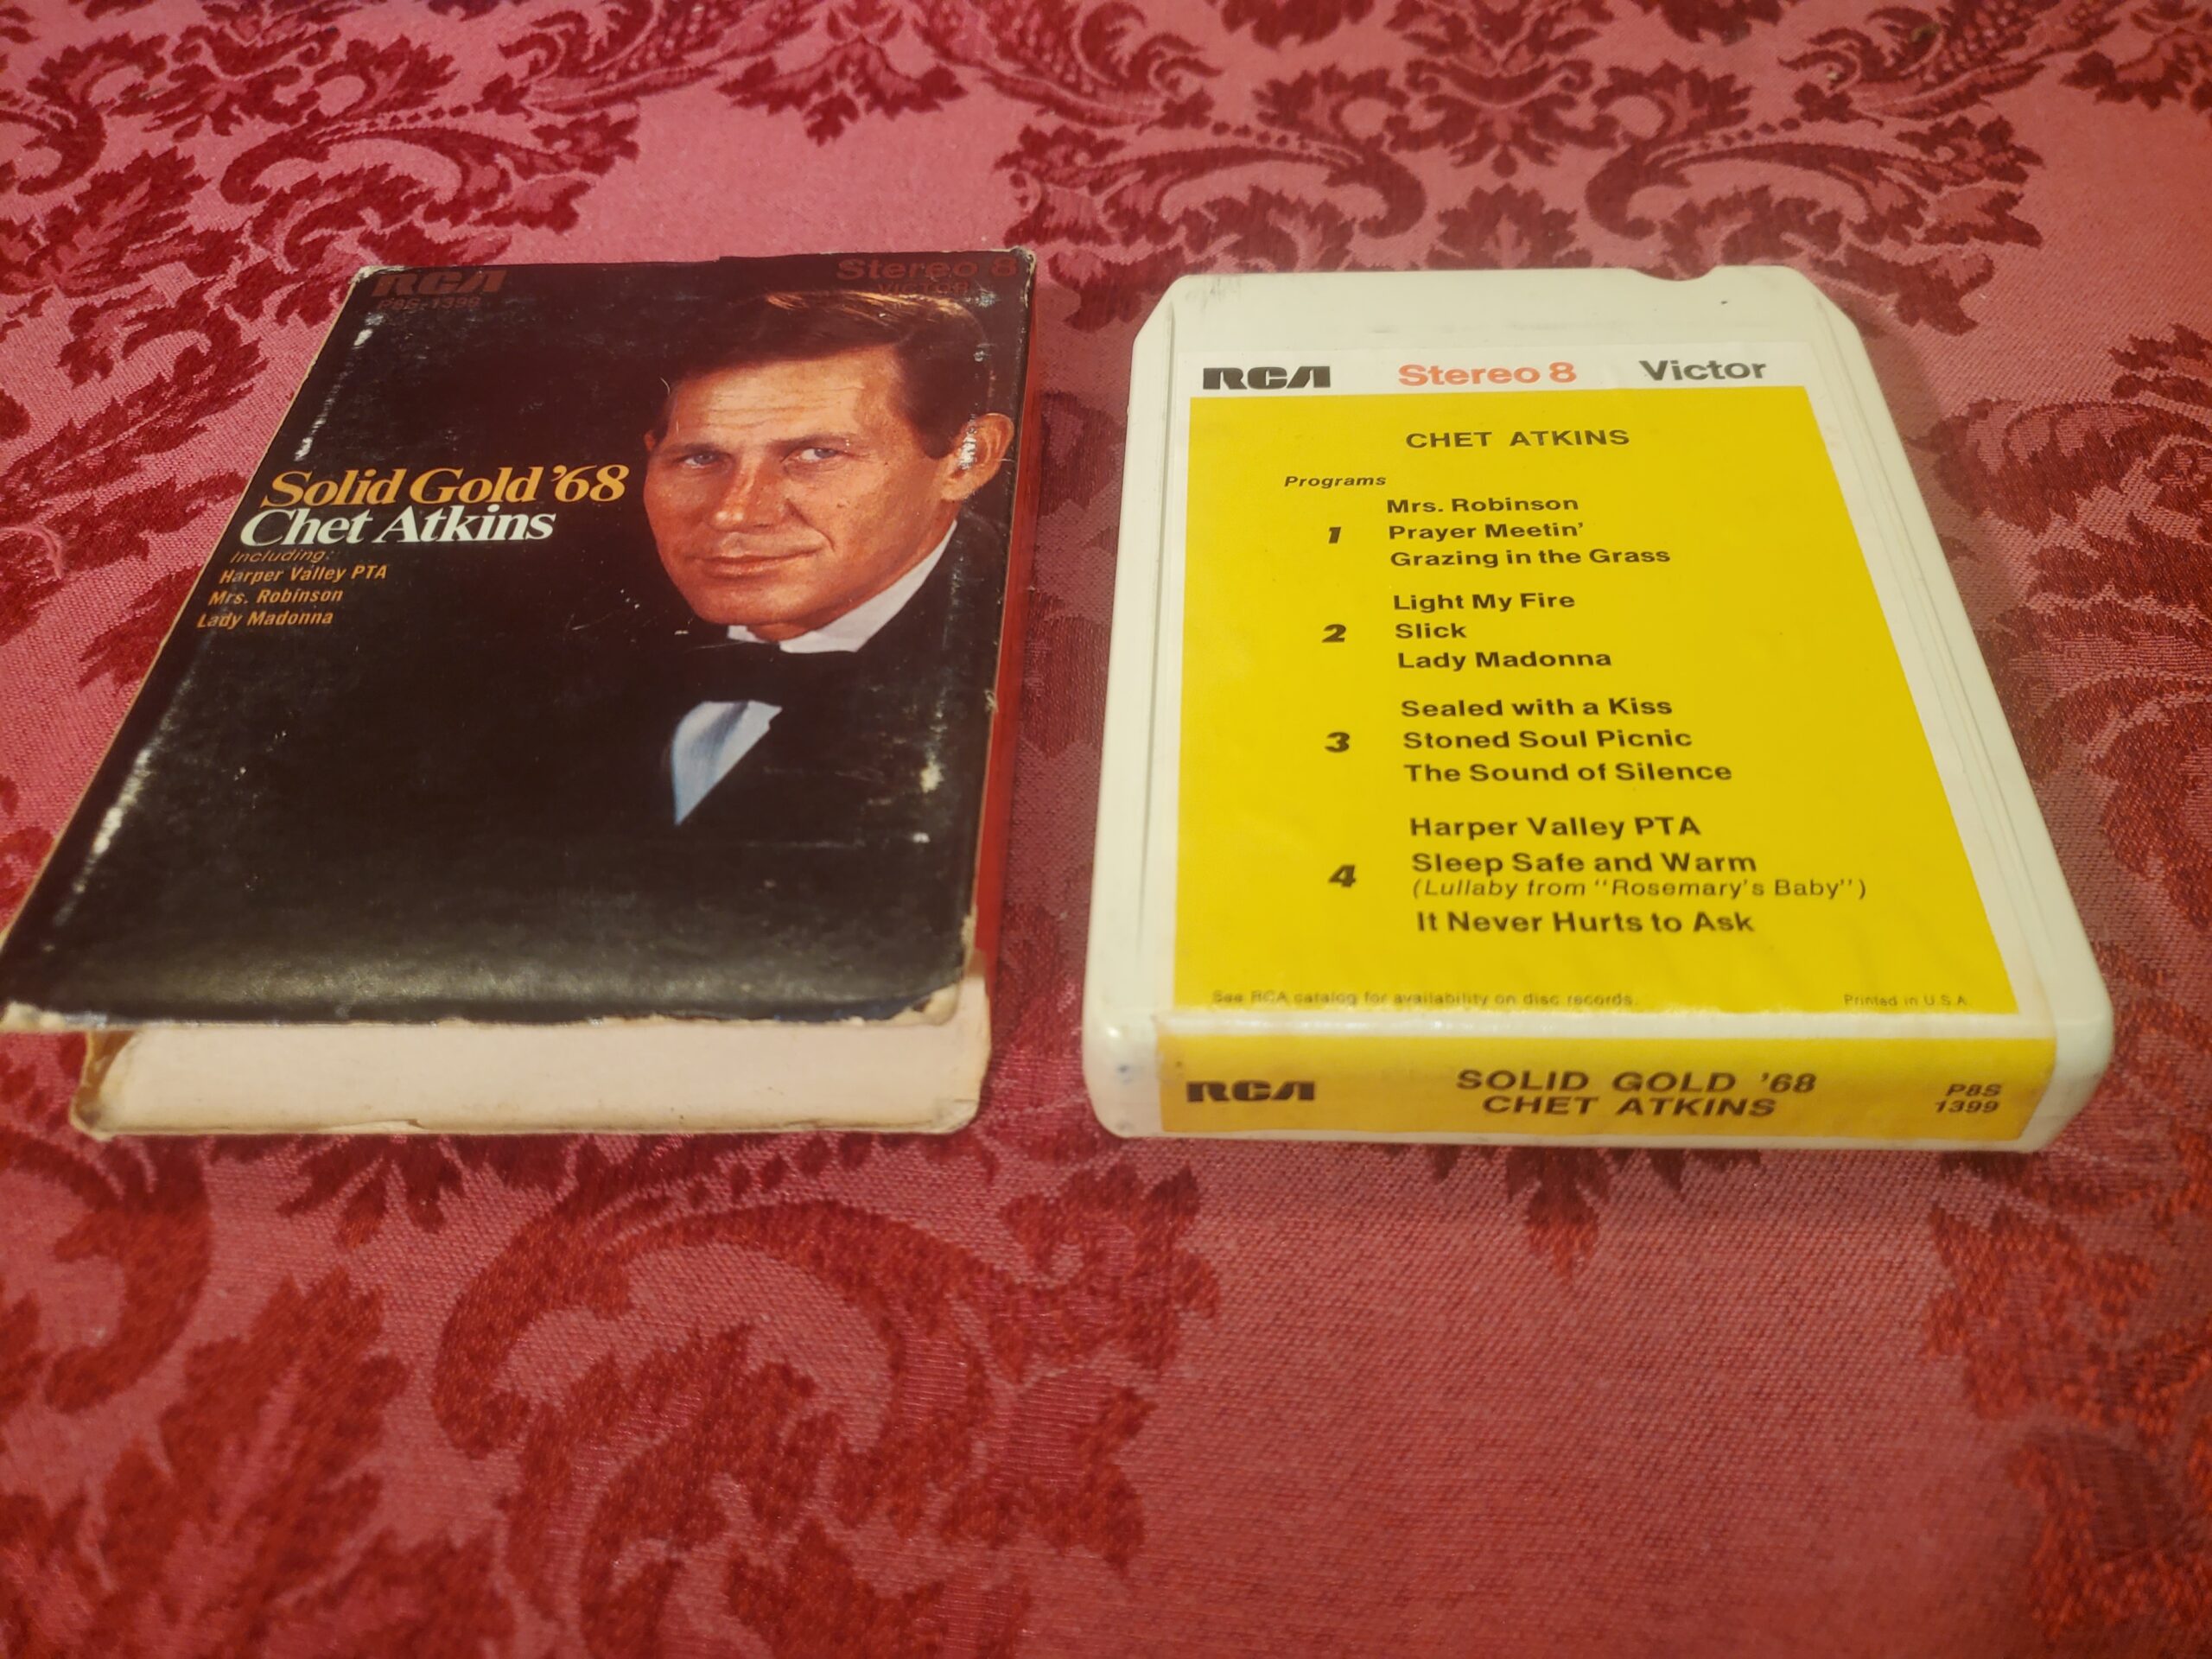 RCA
P8S-1399
Stereo 8
VICTOR
Solid Gold '68
Chet Atkins
Including:
Harper Valley PTA
Mrs. Robinson
Lady Madonna
RCA Stereo 8 Victor
CHET ATKINS
Programs
1
Mrs. Robinson
Prayer Meetin'
Grazing in the Grass
2
Light My Fire
Slick
Lady Madonna
3
Sealed with a Kiss
Stoned Soul Picnic
The Sound of Silence
4
Harper Valley PTA
Sleep Safe and Warm
(Lullaby from "Rosemary's Baby")
It Never Hurts to Ask
See RCA catalog for availability on disc records.
Printed in U.S.A.
RCA
SOLID GOLD '68
CHET ATKINS
P8S
1399